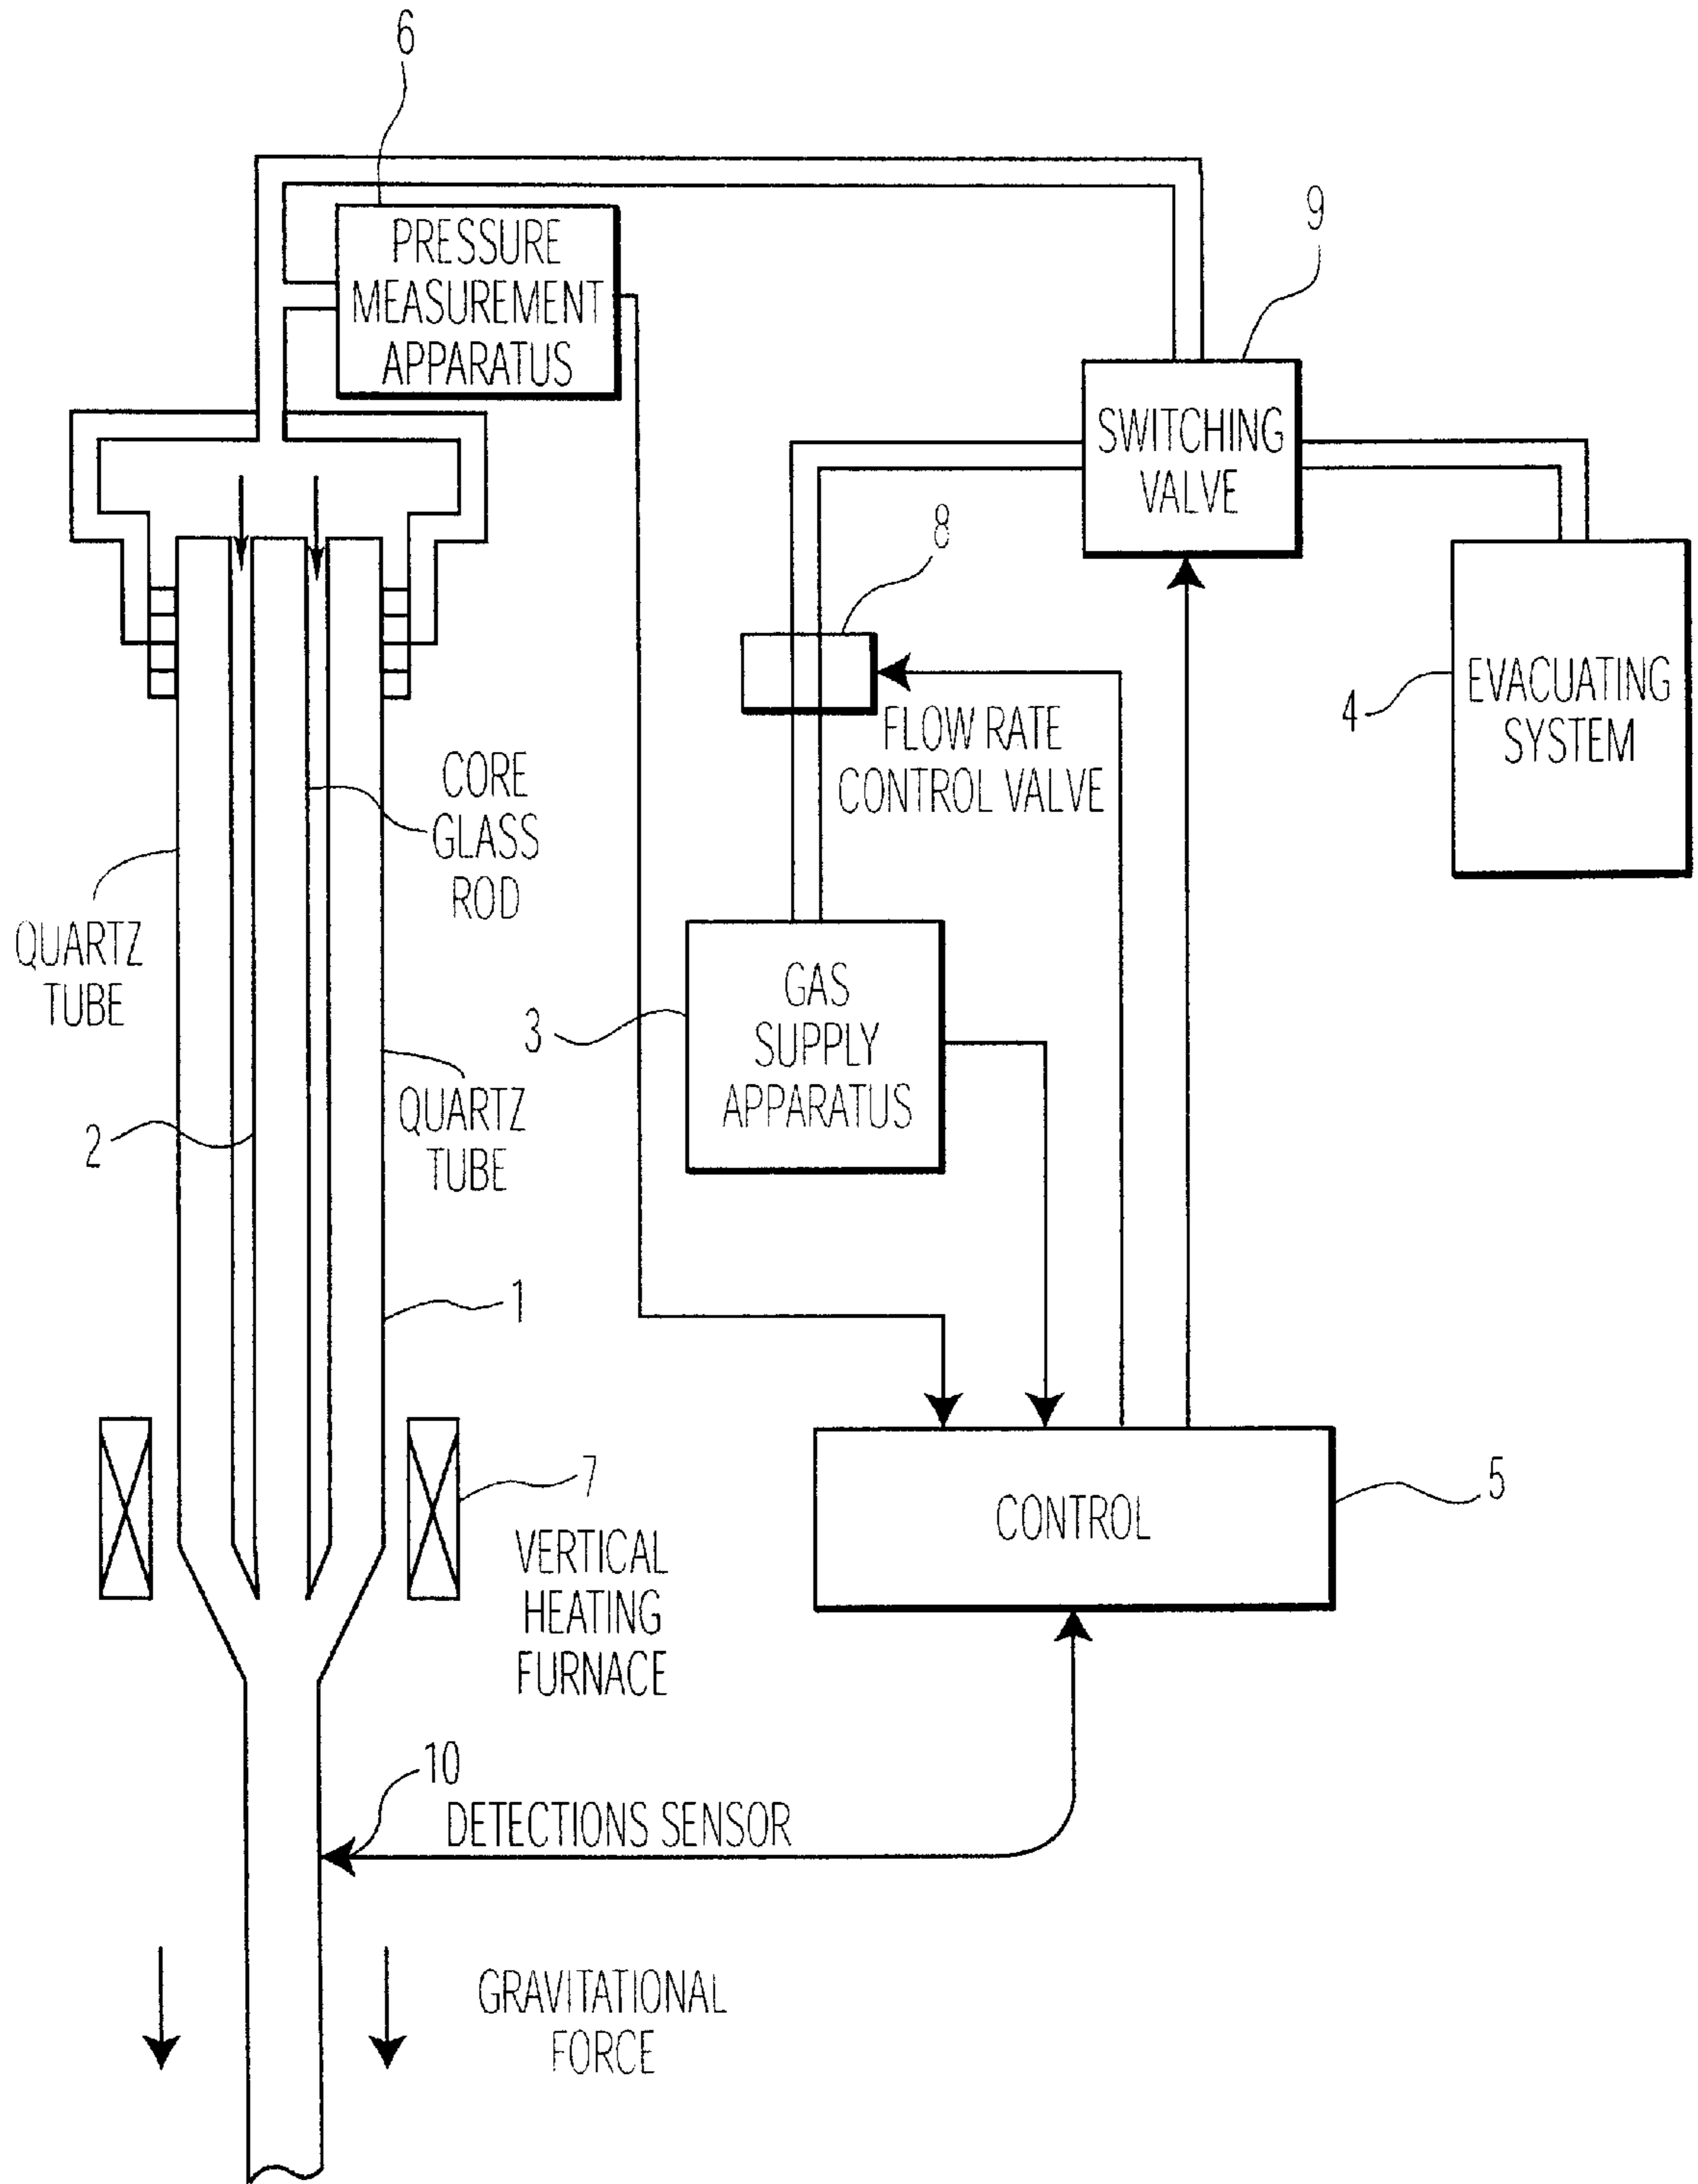 6
PRESSURE
MEASUREMENT
APPARATUS
9
SWITCHING
VALVE
8
FLOW RATE
CONTROL VALVE
4
EVACUATING
SYSTEM
CORE
GLASS
ROD
QUARTZ
TUBE
3
GAS
SUPPLY
APPARATUS
2
QUARTZ
TUBE
1
7
VERTICAL
HEATING
FURNACE
CONTROL
5
10
DETECTIONS SENSOR
GRAVITATIONAL
FORCE